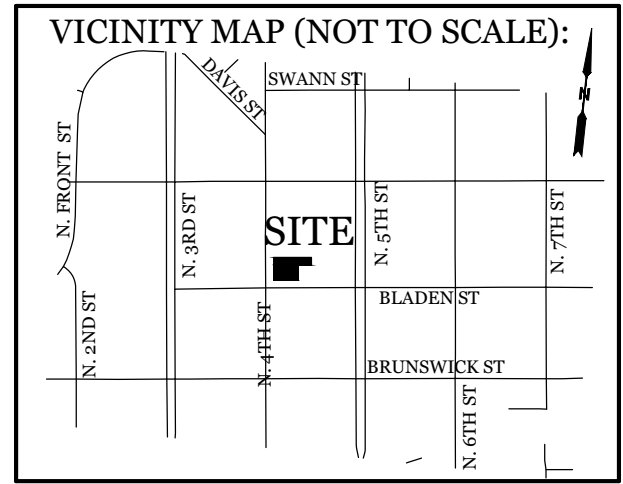 VICINITY MAP (NOT TO SCALE):
DAVIS ST
SWANN ST
N
N. FRONT ST
N. 3RD ST
SITE
N. 5TH ST
N. 7TH ST
N. 2ND ST
N. 4TH ST
BLADEN ST
BRUNSWICK ST
N. 6TH ST